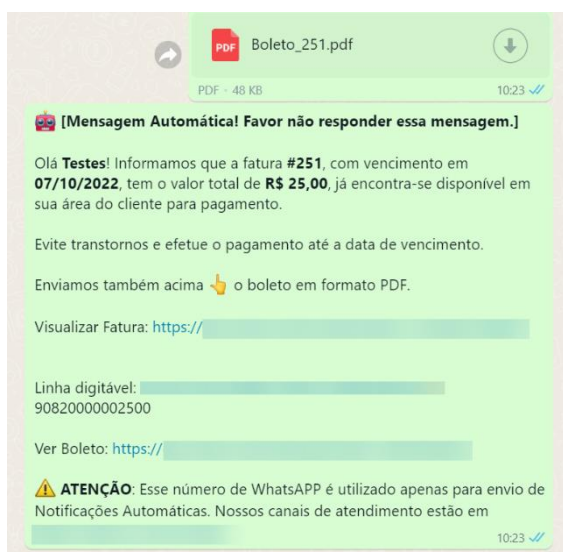 PDF Boleto_251.pdf
PDF • 48 KB 10:23
[Mensagem Automática! Favor não responder essa mensagem.]
Olá Testes! Informamos que a fatura #251, com vencimento em
07/10/2022, tem o valor total de R$ 25,00, já encontra-se disponível em
sua área do cliente para pagamento.
Evite transtornos e efetue o pagamento até a data de vencimento.
Enviamos também acima 👆 o boleto em formato PDF.
Visualizar Fatura: https://
Linha digitável:
90820000002500
Ver Boleto: https://
⚠️ ATENÇÃO: Esse número de WhatsAPP é utilizado apenas para envio de
Notificações Automáticas. Nossos canais de atendimento estão em
10:23